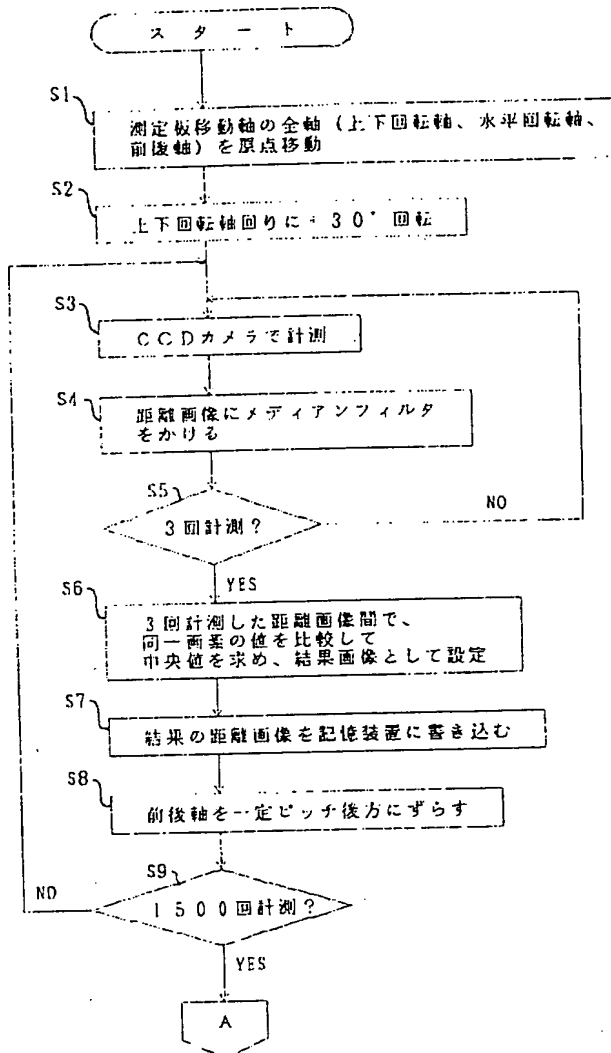 スタート
S1
測定板移動軸の全軸（上下回転軸、水平回転軸、
前後軸）を原点移動
S2
上下回転軸回りに-30°回転
S3
CCDカメラで計測
S4
距離画像にメディアンフィルタ
をかける
S5
3回計測？
NO
YES
S6
3回計測した距離画像間で、
同一画素の値を比較して
中央値を求め、結果画像として設定
S7
結果の距離画像を記憶装置に書き込む
S8
前後軸を一定ピッチ後方にずらす
S9
NO
1500回計測？
YES
A